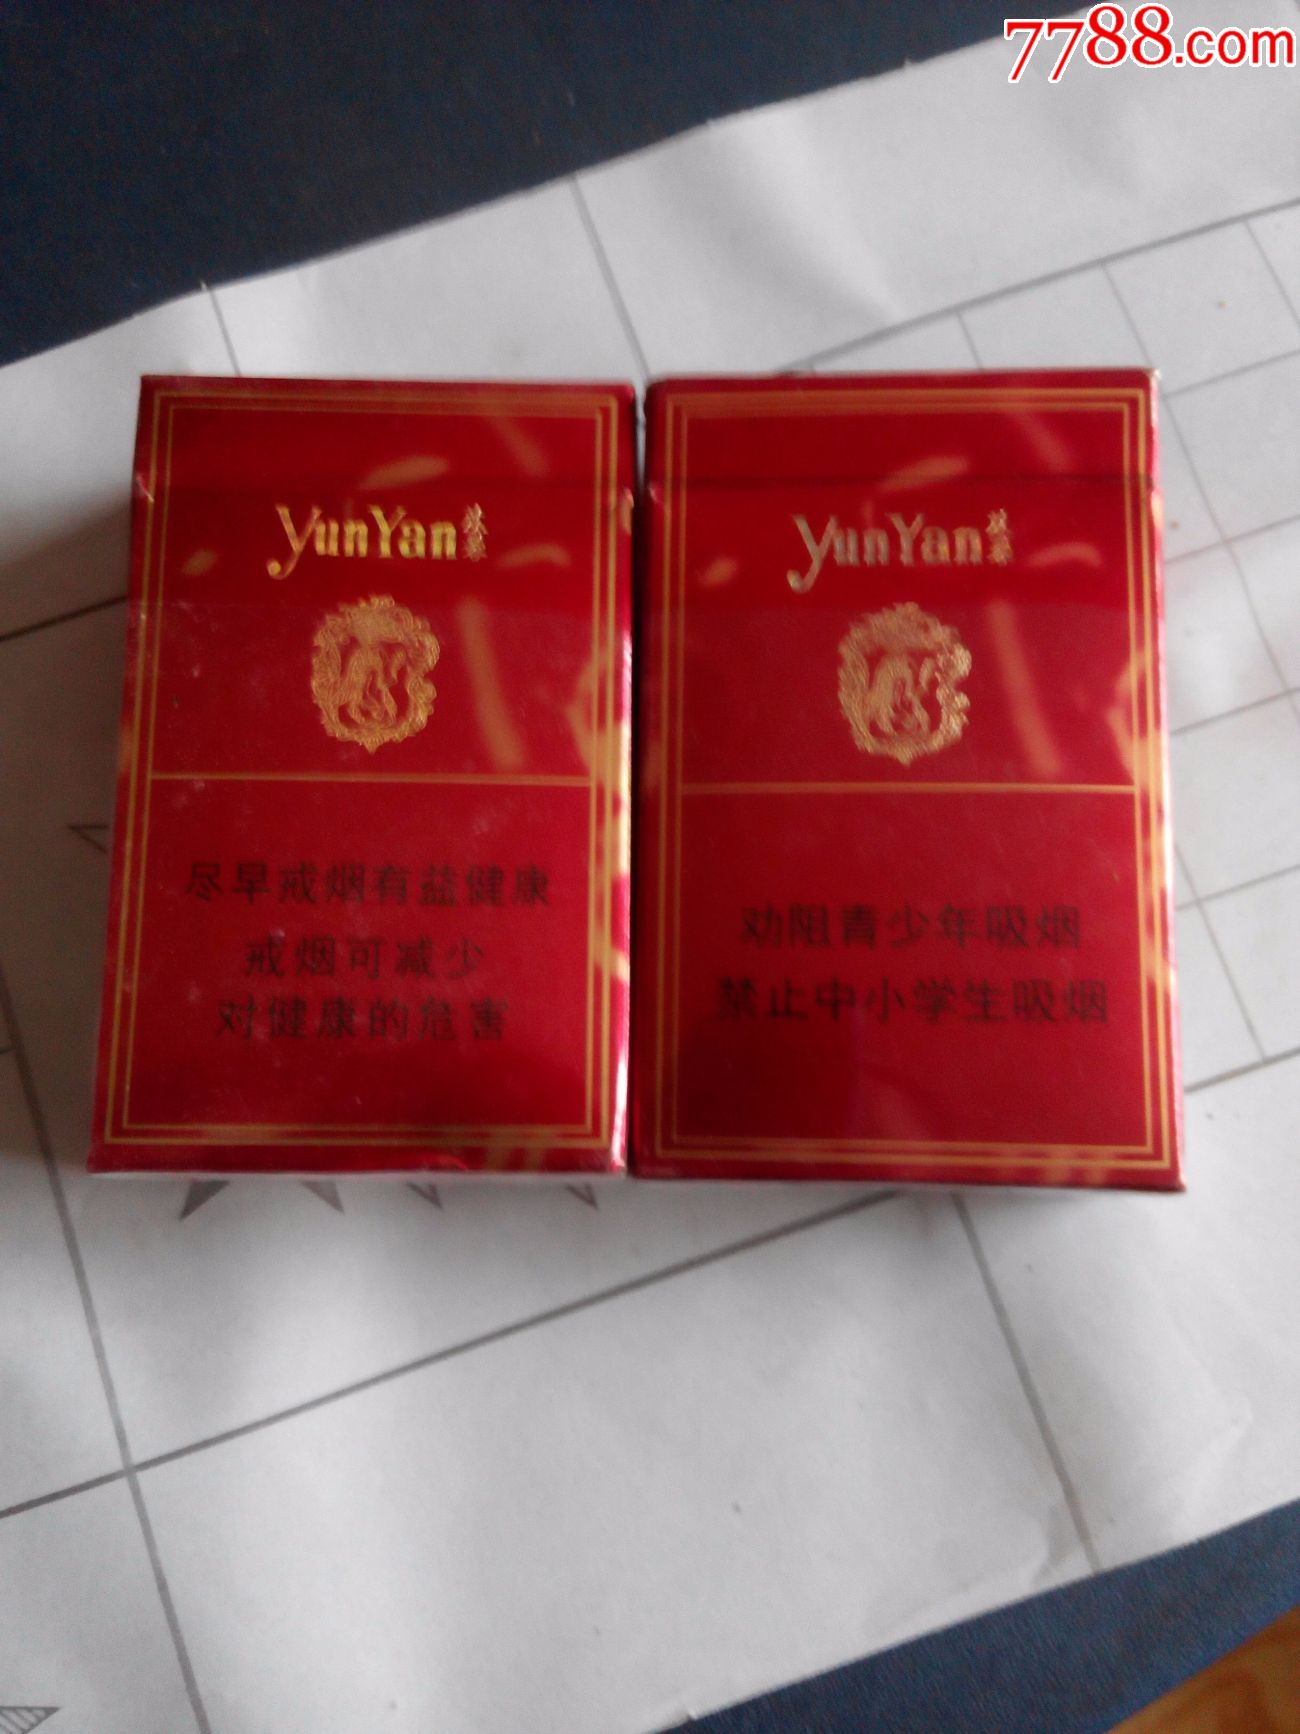 7788.com
YunYan
尽早戒烟有益健康
戒烟可减少
对健康的危害
YunYan
劝阻青少年吸烟
禁止中小学生吸烟